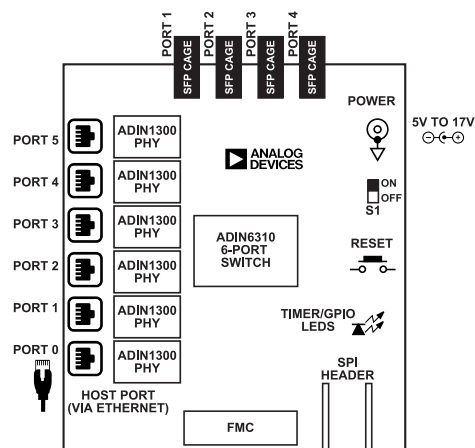 PORT 1
PORT 2
PORT 3
PORT 4
SFP CAGE
SFP CAGE
SFP CAGE
SFP CAGE
POWER
5V TO 17V
ANALOG
DEVICES
ON
OFF
S1
PORT 5
ADIN1300
PHY
PORT 4
ADIN1300
PHY
PORT 3
ADIN1300
PHY
PORT 2
ADIN1300
PHY
PORT 1
ADIN1300
PHY
PORT 0
ADIN1300
PHY
ADIN6310
6-PORT
SWITCH
RESET
TIMER/GPIO
LEDS
SPI
HEADER
HOST PORT
(VIA ETHERNET)
FMC